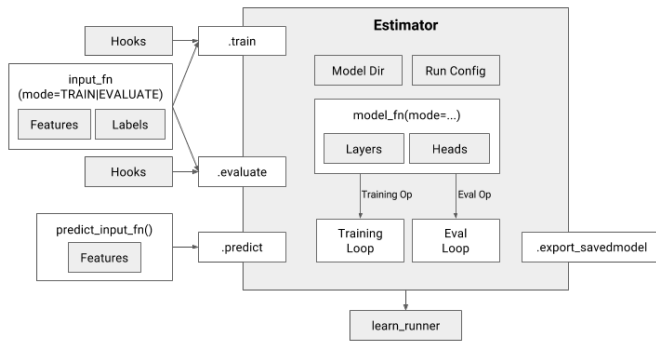 Estimator
Hooks
.train
input_fn
(mode=TRAIN|EVALUATE)
Features
Labels
Hooks
.evaluate
predict_input_fn()
Features
.predict
Model Dir
Run Config
model_fn(mode=...)
Layers
Heads
Training Op
Eval Op
Training
Loop
Eval
Loop
.export_savedmodel
learn_runner